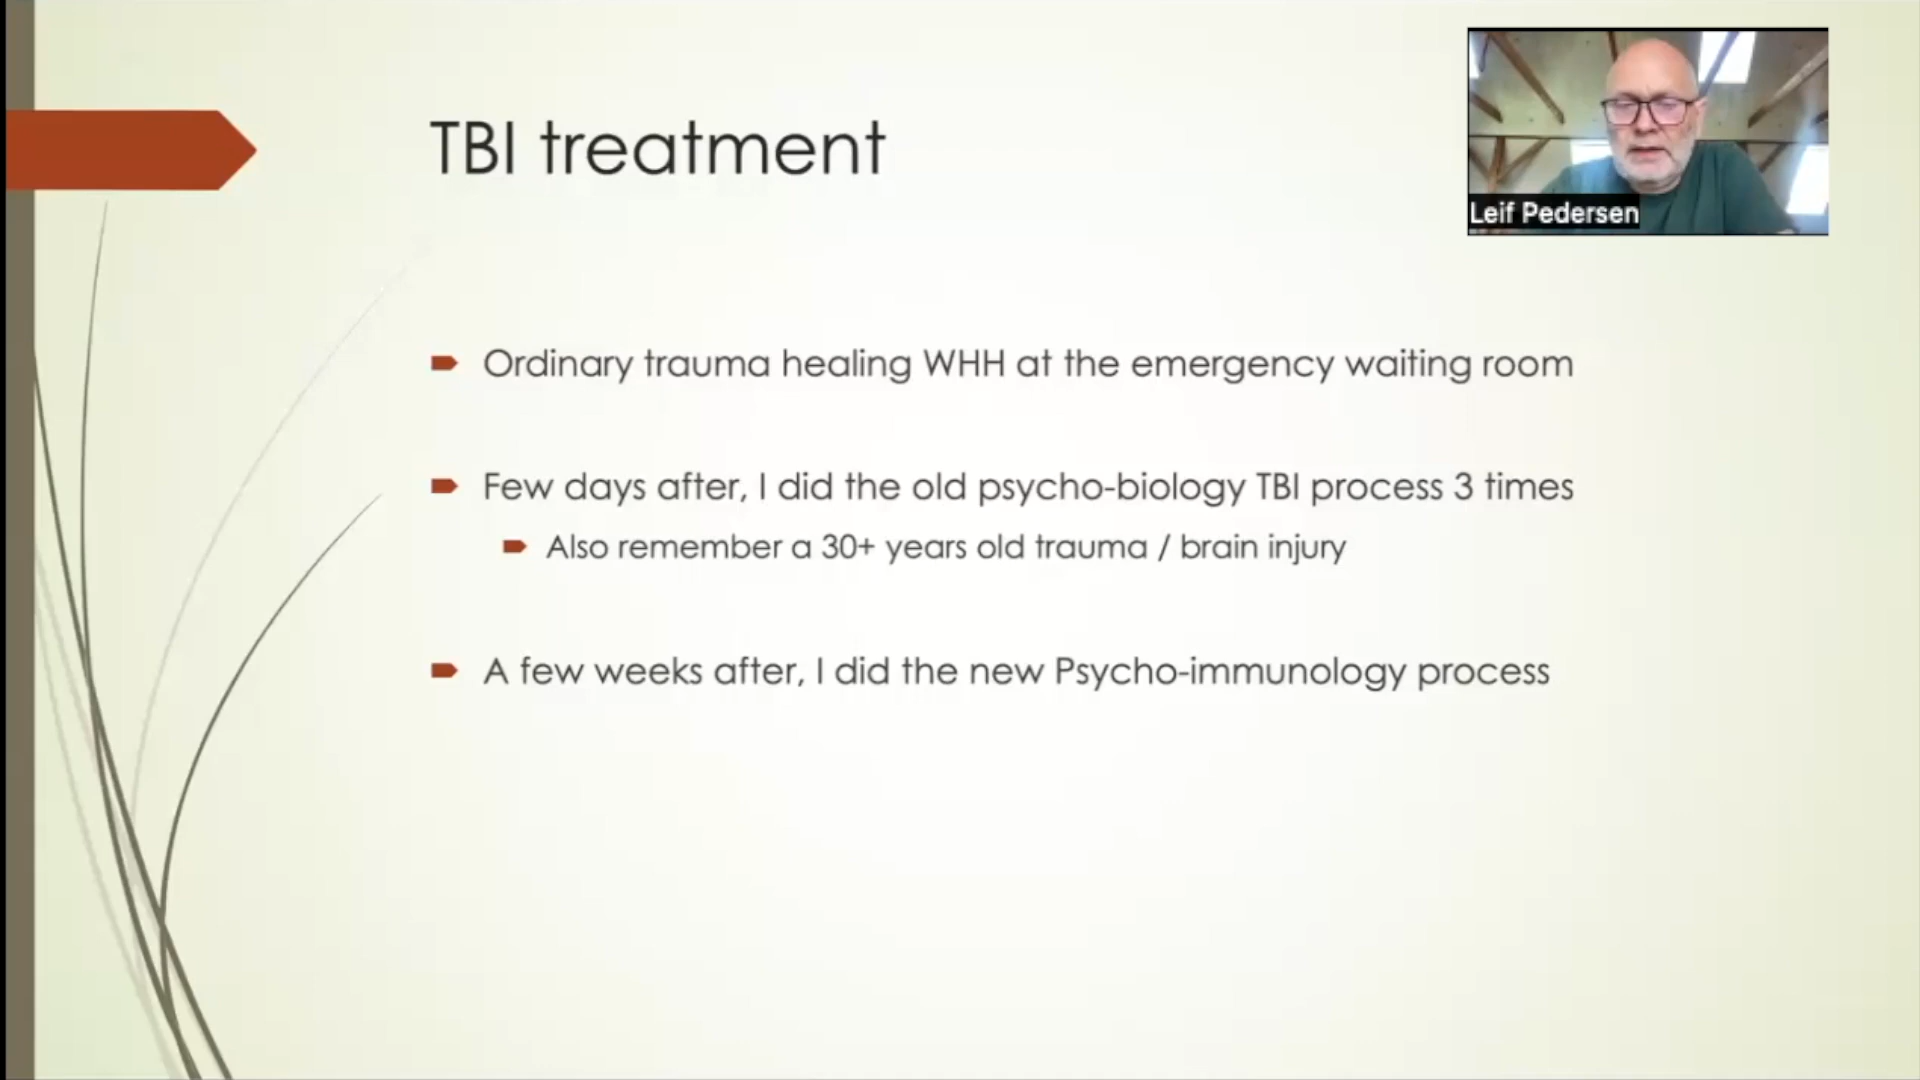 TBI treatment
Leif Pedersen
Ordinary trauma healing WHH at the emergency waiting room
Few days after, I did the old psycho-biology TBI process 3 times
Also remember a 30+ years old trauma / brain injury
A few weeks after, I did the new Psycho-immunology process